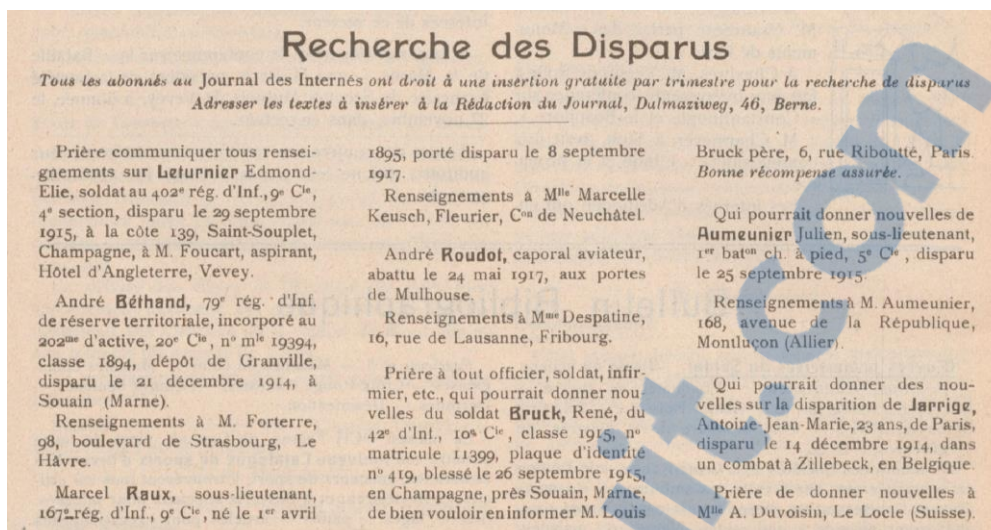 Recherche des Disparus
Tous les abonnés au Journal des Internés ont droit à une insertion gratuite par trimestre pour la recherche de disparus
Adresser les textes à insérer à la Rédaction du Journal, Dulmaziweg, 46, Berne.
Prière communiquer tous rensei-
gnements sur Leturnier Edmond-
Elie, soldat au 402e rég. d'Inf., 9e Cie,
4e section, disparu le 29 septembre
1915, à la côte 139, Saint-Souplet,
Champagne, à M. Foucart, aspirant,
Hôtel d'Angleterre, Vevey.
André Béthand, 79e rég. d'Inf.
de réserve territoriale, incorporé au
202me d'active, 20e Cie, no mle 19394,
classe 1894, dépôt de Granville,
disparu le 21 décembre 1914, à
Souain (Marne).
Renseignements à M. Forterre,
98, boulevard de Strasbourg, Le
Hâvre.
Marcel Raux, sous-lieutenant,
167e rég. d'Inf., 9e Cie, né le 1er avril
1895, porté disparu le 8 septembre
1917.
Renseignements à Mlle Marcelle
Keusch, Fleurier, Con de Neuchâtel.
André Roudot, caporal aviateur,
abattu le 24 mai 1917, aux portes
de Mulhouse.
Renseignements à Mme Despatine,
16, rue de Lausanne, Fribourg.
Prière à tout officier, soldat, infir-
mier, etc., qui pourrait donner nou-
velles du soldat Bruck, René, du
42e d'Inf., 10e Cie, classe 1915, no
matricule 11399, plaque d'identité
no 419, blessé le 26 septembre 1915,
en Champagne, près Souain, Marne,
de bien vouloir en informer M. Louis
Bruck père, 6, rue Riboutté, Paris.
Bonne récompense assurée.
Qui pourrait donner nouvelles de
Aumeunier Julien, sous-lieutenant,
1er baton ch. à pied, 5e Cie, disparu
le 25 septembre 1915.
Renseignements à M. Aumeunier,
168, avenue de la République,
Montluçon (Allier).
Qui pourrait donner des nou-
velles sur la disparition de Jarrige,
Antoine-Jean-Marie, 23 ans, de Paris,
disparu le 14 décembre 1914, dans
un combat à Zillebeck, en Belgique.
Prière de donner nouvelles à
Mlle A. Duvoisin, Le Locle (Suisse).